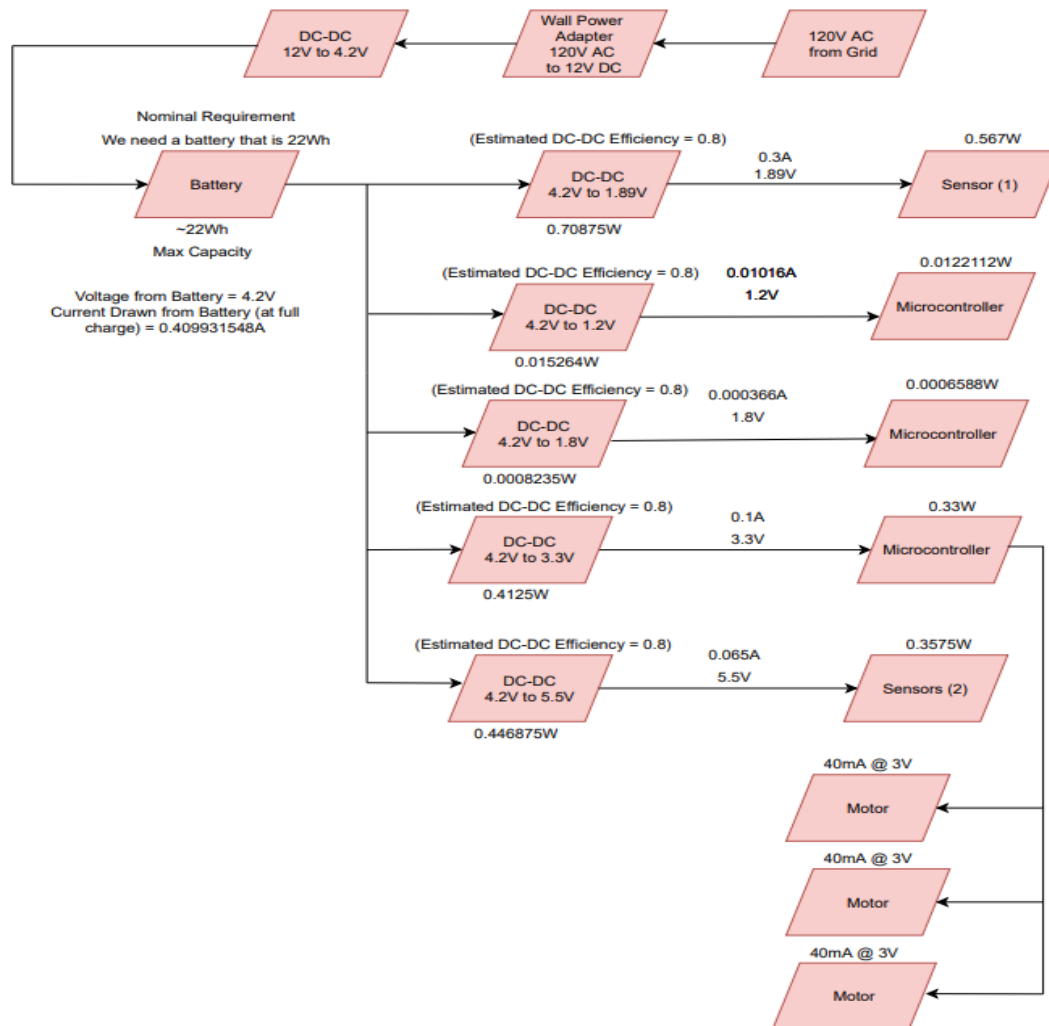 DC-DC
12V to 4.2V
Wall Power
Adapter
120V AC
to 12V DC
120V AC
from Grid
Nominal Requirement
We need a battery that is 22Wh
Battery
~22Wh
Max Capacity
Voltage from Battery = 4.2V
Current Drawn from Battery (at full
charge) = 0.409931548A
(Estimated DC-DC Efficiency = 0.8)
DC-DC
4.2V to 1.89V
0.70875W
0.3A
1.89V
0.567W
Sensor (1)
(Estimated DC-DC Efficiency = 0.8)
DC-DC
4.2V to 1.2V
0.015264W
0.01016A
1.2V
0.0122112W
Microcontroller
(Estimated DC-DC Efficiency = 0.8)
DC-DC
4.2V to 1.8V
0.0008235W
0.000366A
1.8V
0.0006588W
Microcontroller
(Estimated DC-DC Efficiency = 0.8)
DC-DC
4.2V to 3.3V
0.4125W
0.1A
3.3V
0.33W
Microcontroller
(Estimated DC-DC Efficiency = 0.8)
DC-DC
4.2V to 5.5V
0.446875W
0.065A
5.5V
0.3575W
Sensors (2)
40mA @ 3V
Motor
40mA @ 3V
Motor
40mA @ 3V
Motor